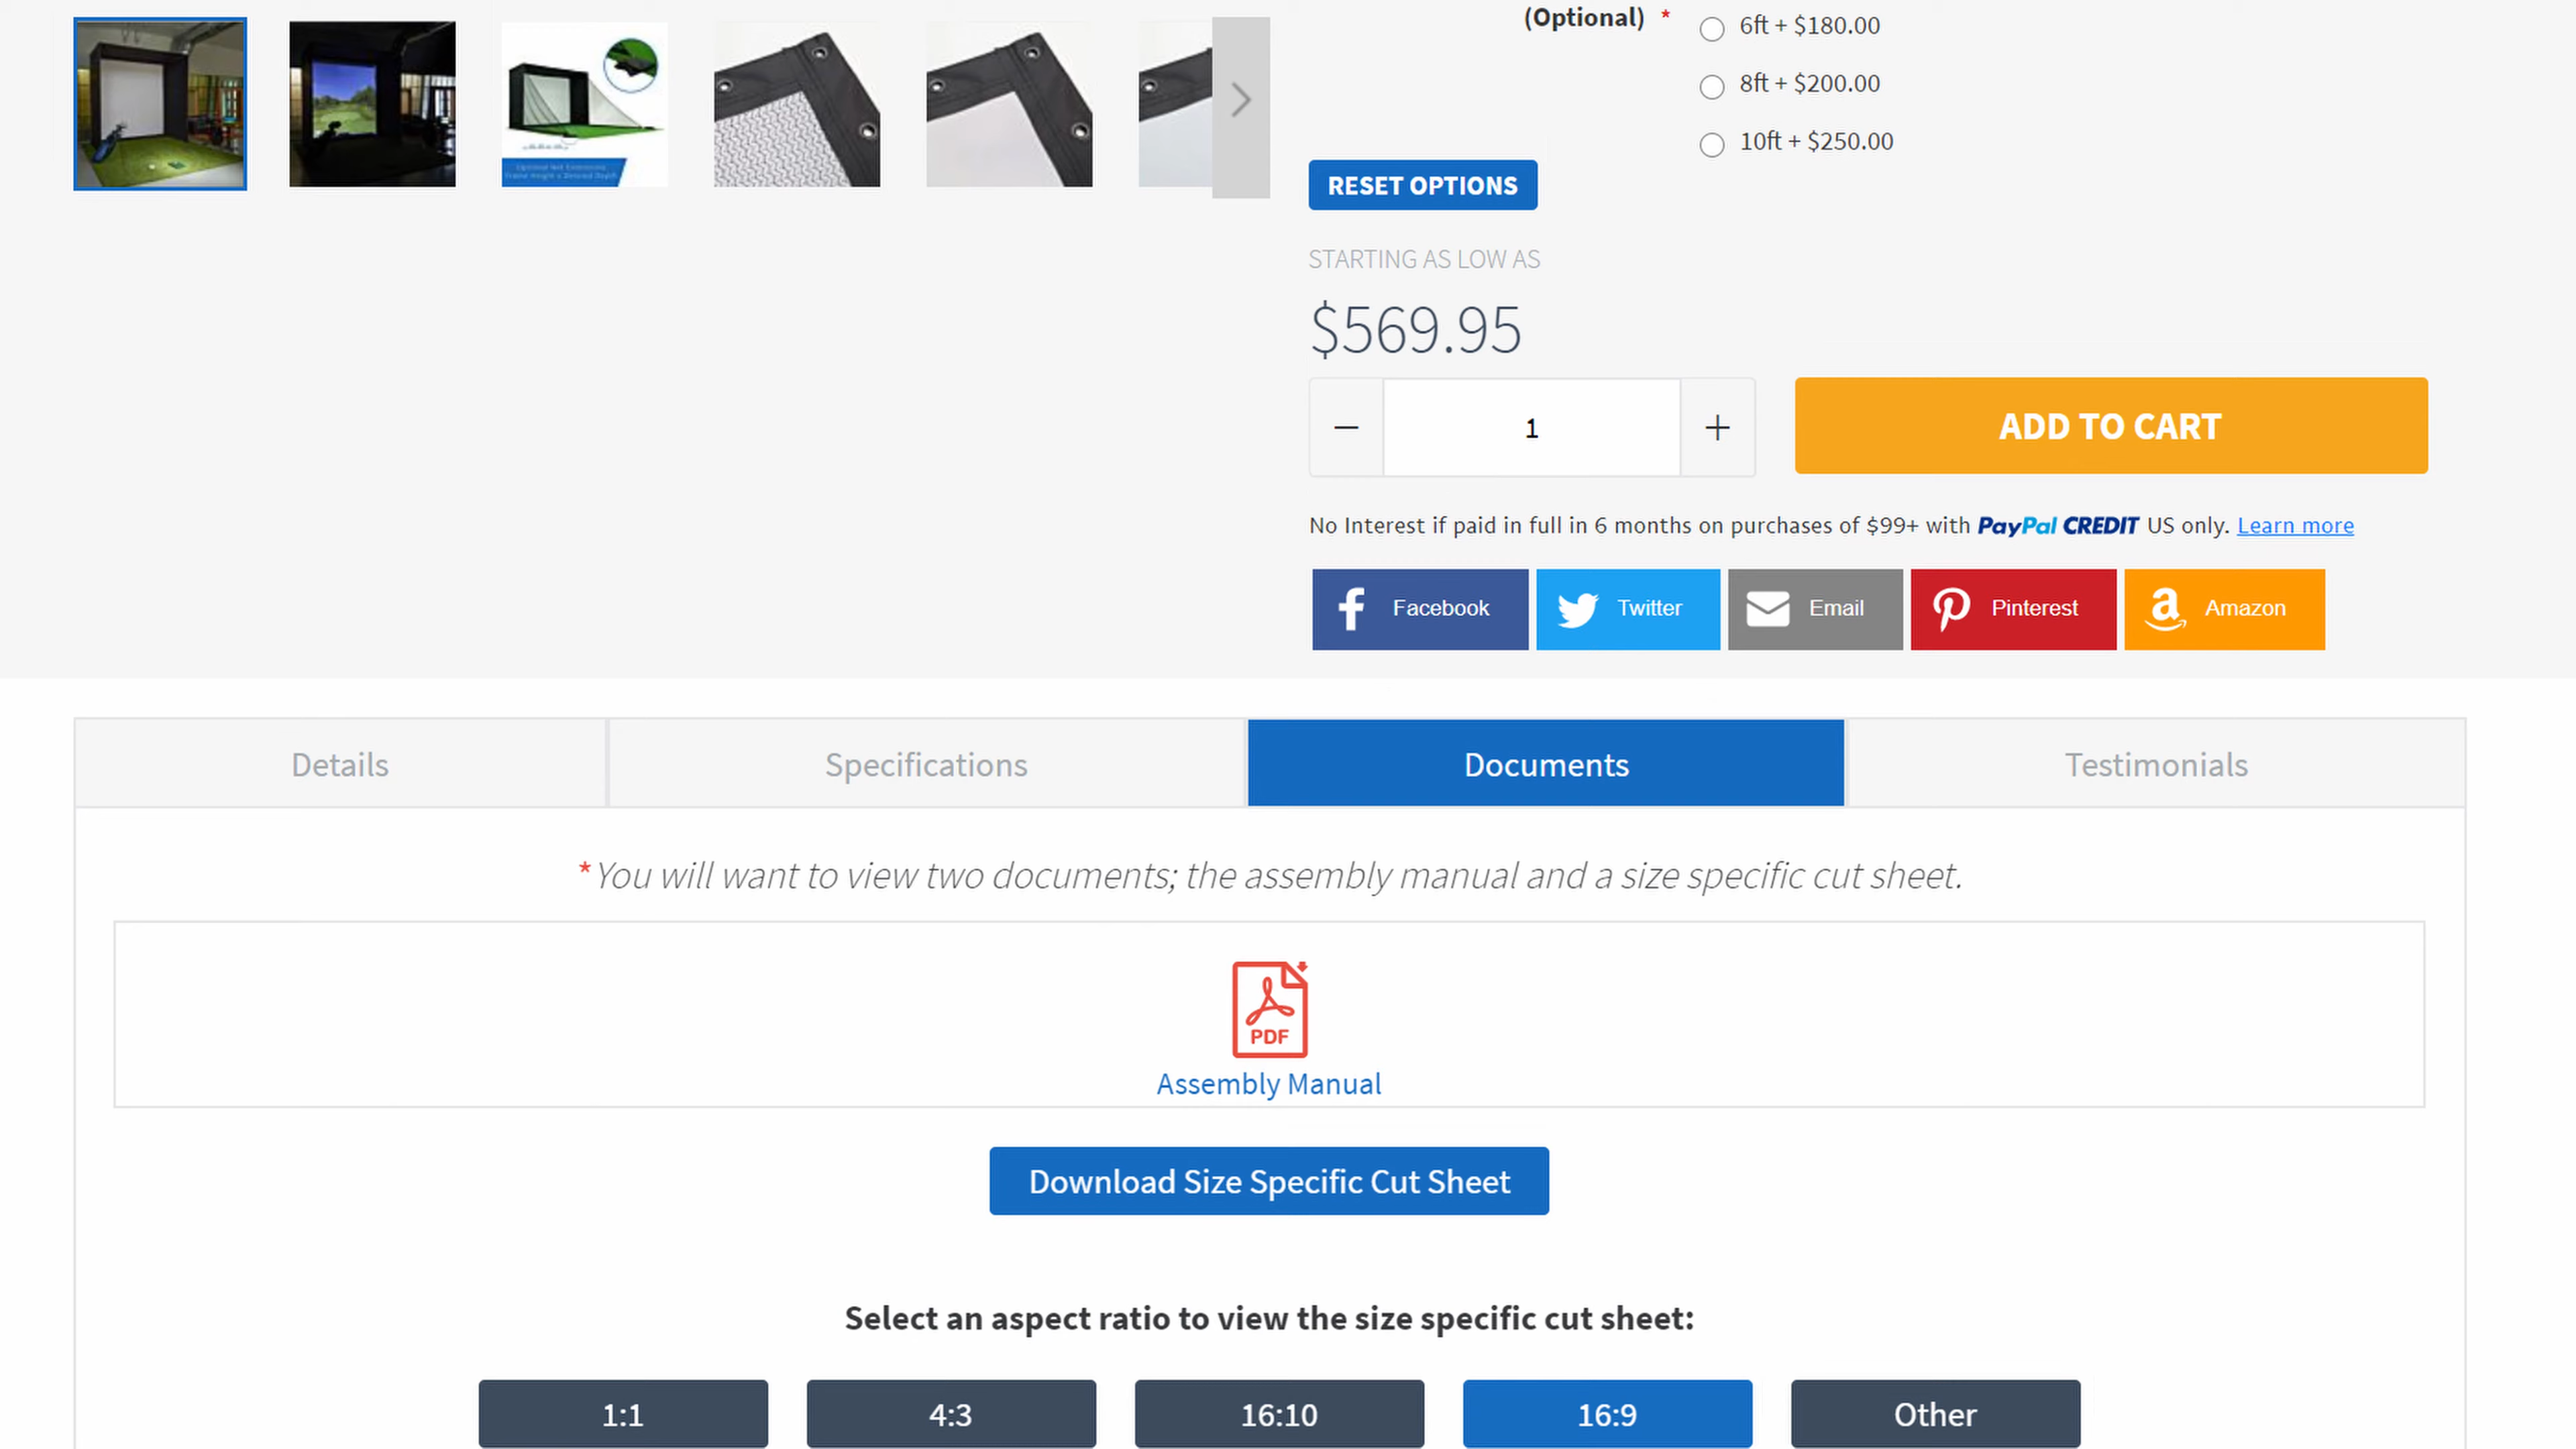 (Optional) *
6ft + $180.00
8ft + $200.00
10ft + $250.00
RESET OPTIONS
STARTING AS LOW AS
$569.95
1
ADD TO CART
No Interest if paid in full in 6 months on purchases of $99+ with PayPal CREDIT US only. Learn more
Facebook
Twitter
Email
Pinterest
Amazon
Details
Specifications
Documents
Testimonials
*You will want to view two documents; the assembly manual and a size specific cut sheet.
PDF
Assembly Manual
Download Size Specific Cut Sheet
Select an aspect ratio to view the size specific cut sheet:
1:1
4:3
16:10
16:9
Other